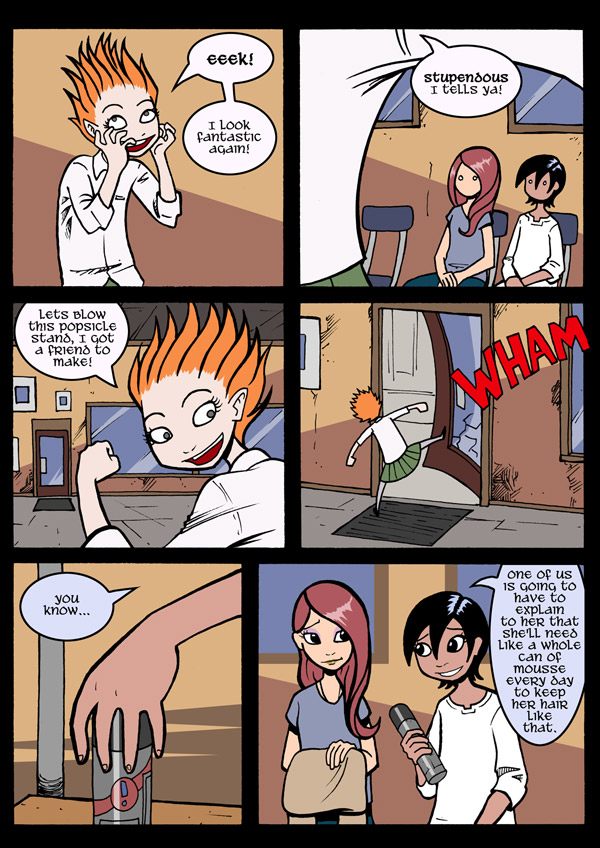 eeek!
I look
fantastic
again!
stupendous
I tells ya!
Lets blow
this popsicle
stand, I got
a friend to
make!
WHAM
you
know...
one of us
is going to
have to
explain
to her that
she'll need
like a whole
can of
mousse
every day
to keep
her hair
like
that.